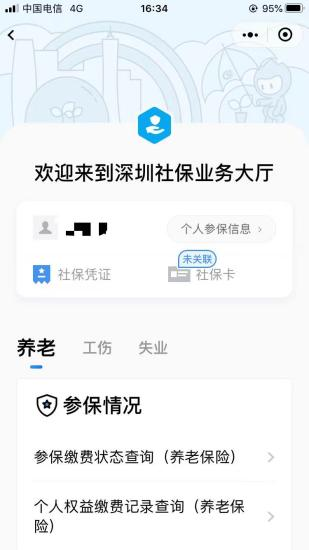 中国电信 4G 16:34 95%
欢迎来到深圳社保业务大厅
个人参保信息
未关联
社保凭证 社保卡
养老 工伤 失业
参保情况
参保缴费状态查询（养老保险）
个人权益缴费记录查询（养老保
险）